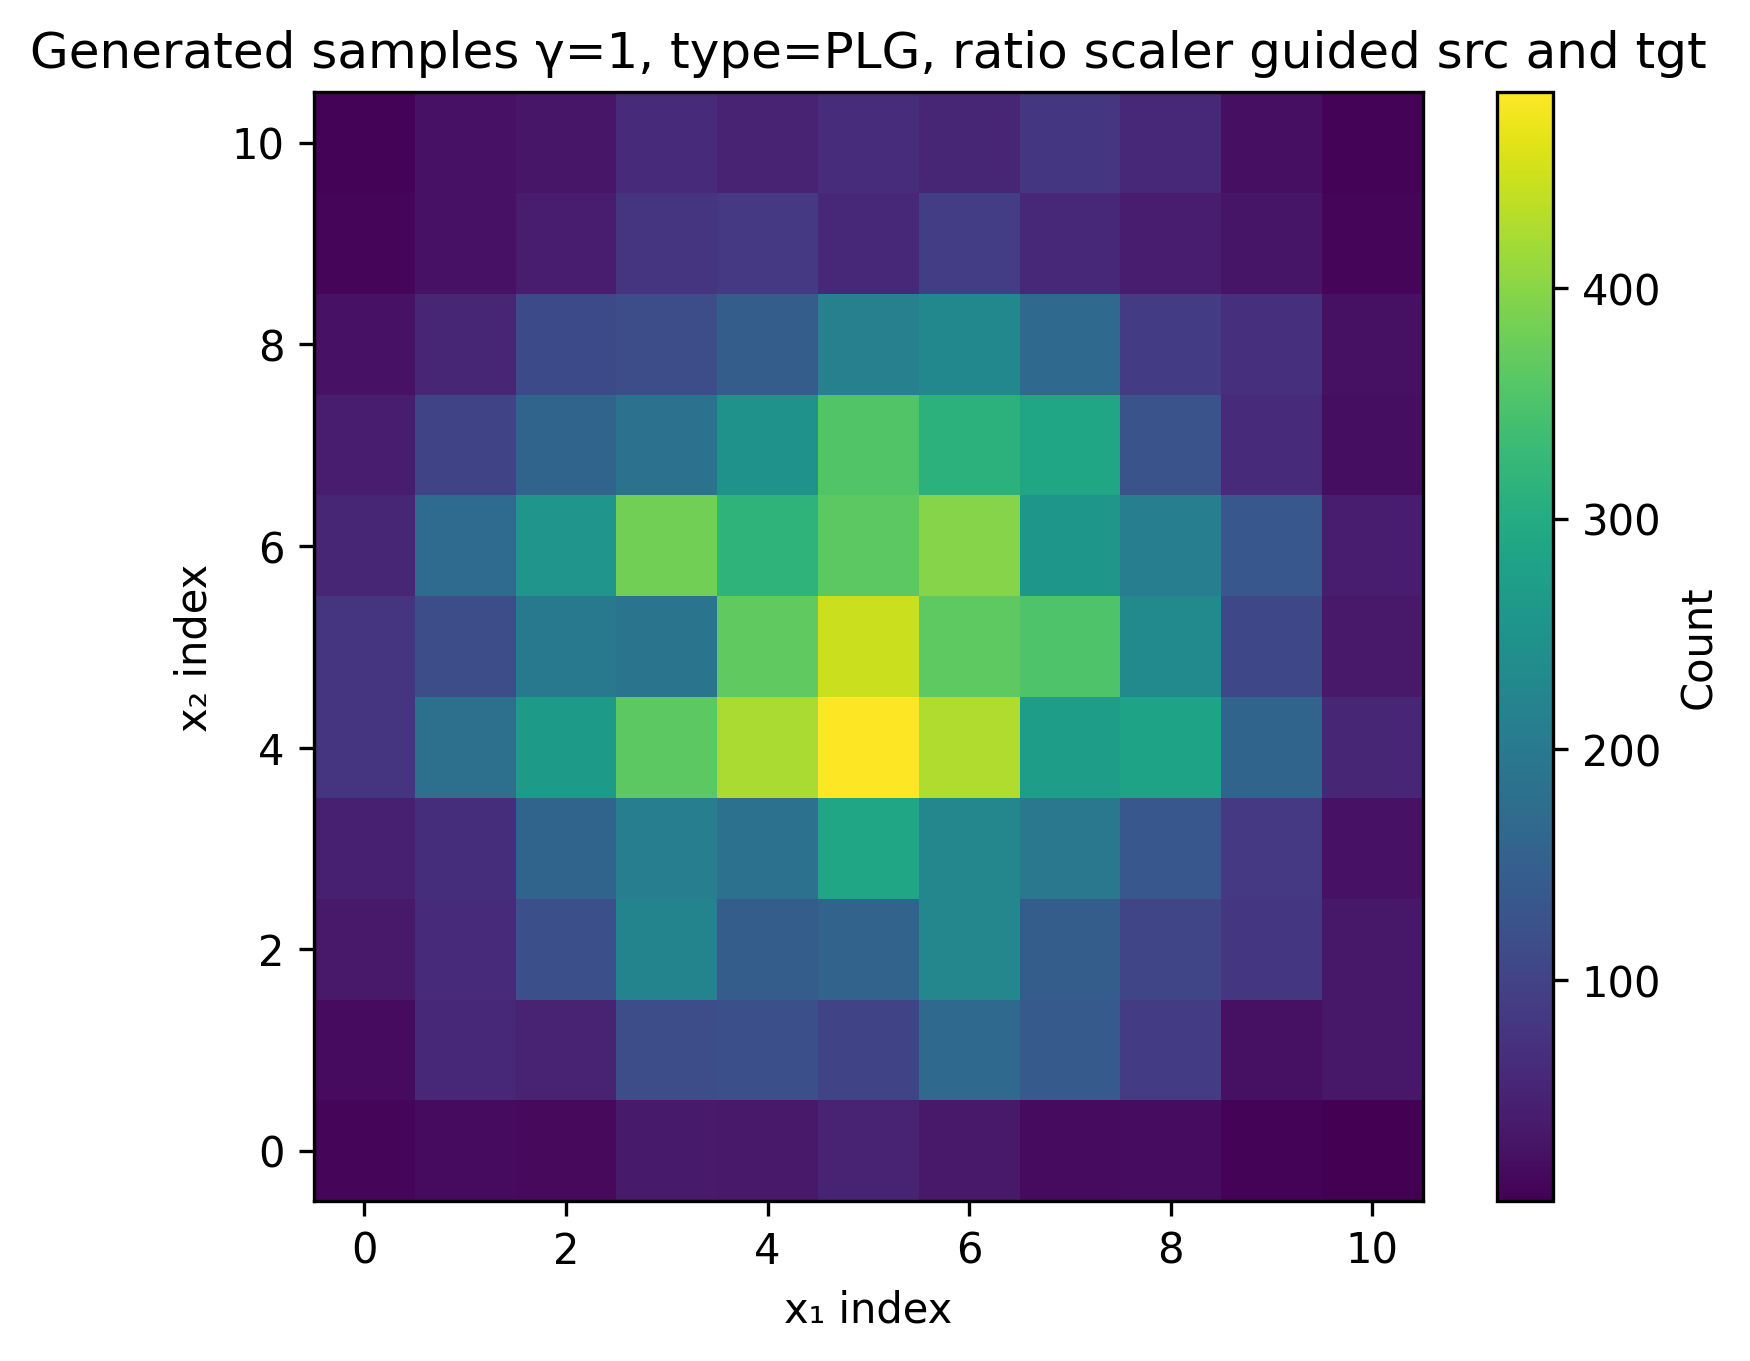 Generated samples γ=1, type=PLG, ratio scaler guided src and tgt
10
8
6
4
2
0
x₂ index
0 2 4 6 8 10
x₁ index
400
300
200
100
Count